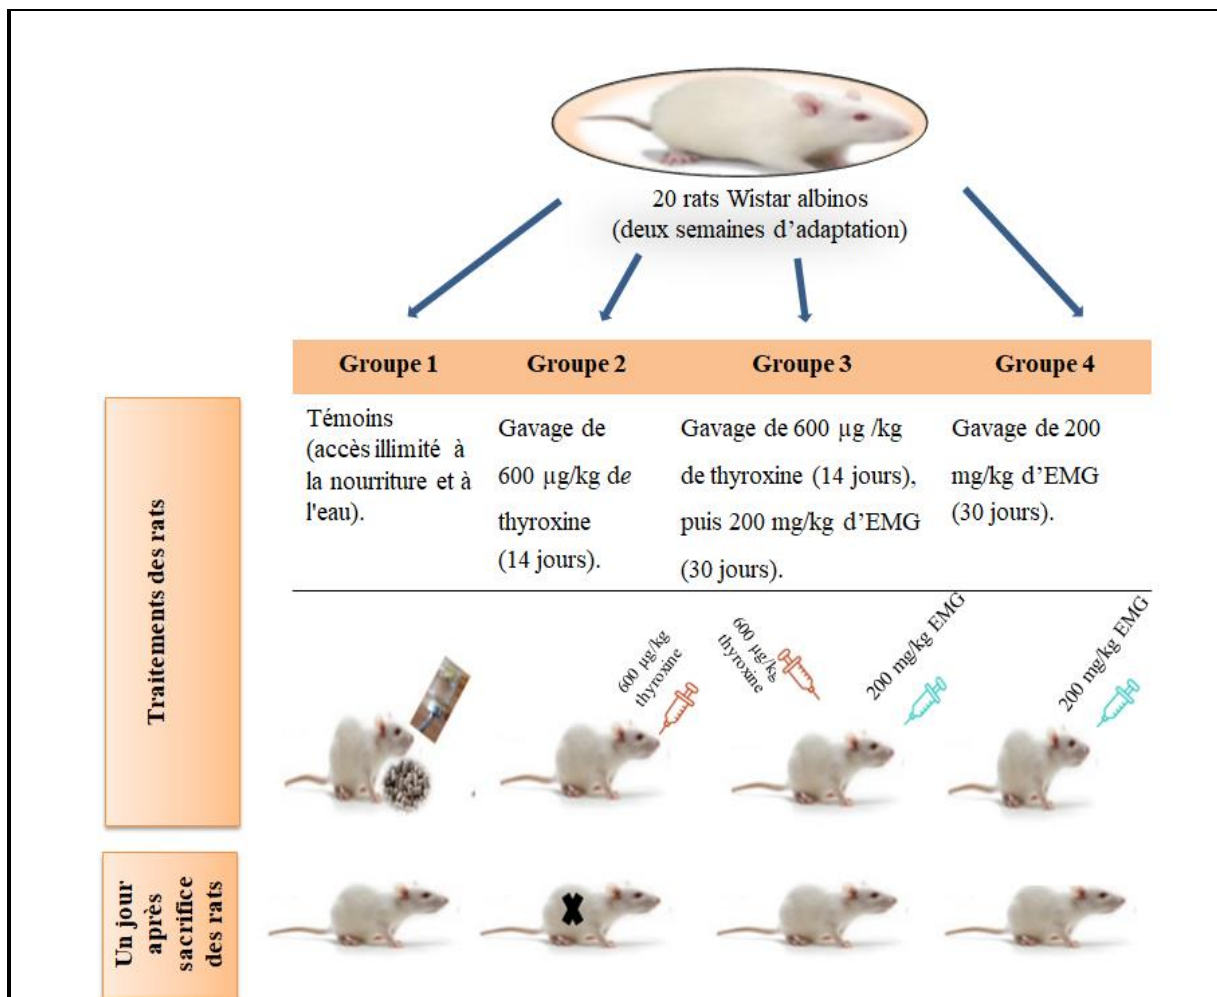 20 rats Wistar albinos
(deux semaines d'adaptation)
Groupe 1
Groupe 2
Groupe 3
Groupe 4
Traitements des rats
Témoins
(accès illimité à
la nourriture et à
l'eau).
Gavage de
600 µg/kg de
thyroxine
(14 jours).
Gavage de 600 µg /kg
de thyroxine (14 jours),
puis 200 mg/kg d'EMG
(30 jours).
Gavage de 200
mg/kg d'EMG
(30 jours).
600 µg/kg
thyroxine
600 µg/kg
thyroxine
200 mg/kg EMG
200 mg/kg EMG
Un jour
après
sacrifice
des rats